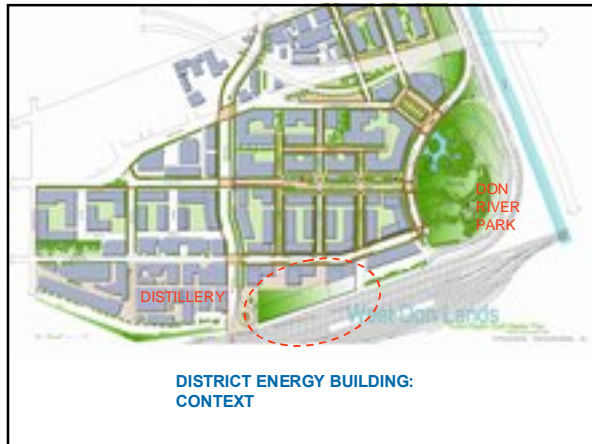 DON
RIVER
PARK
DISTILLERY
West Don Lands
DISTRICT ENERGY BUILDING:
CONTEXT